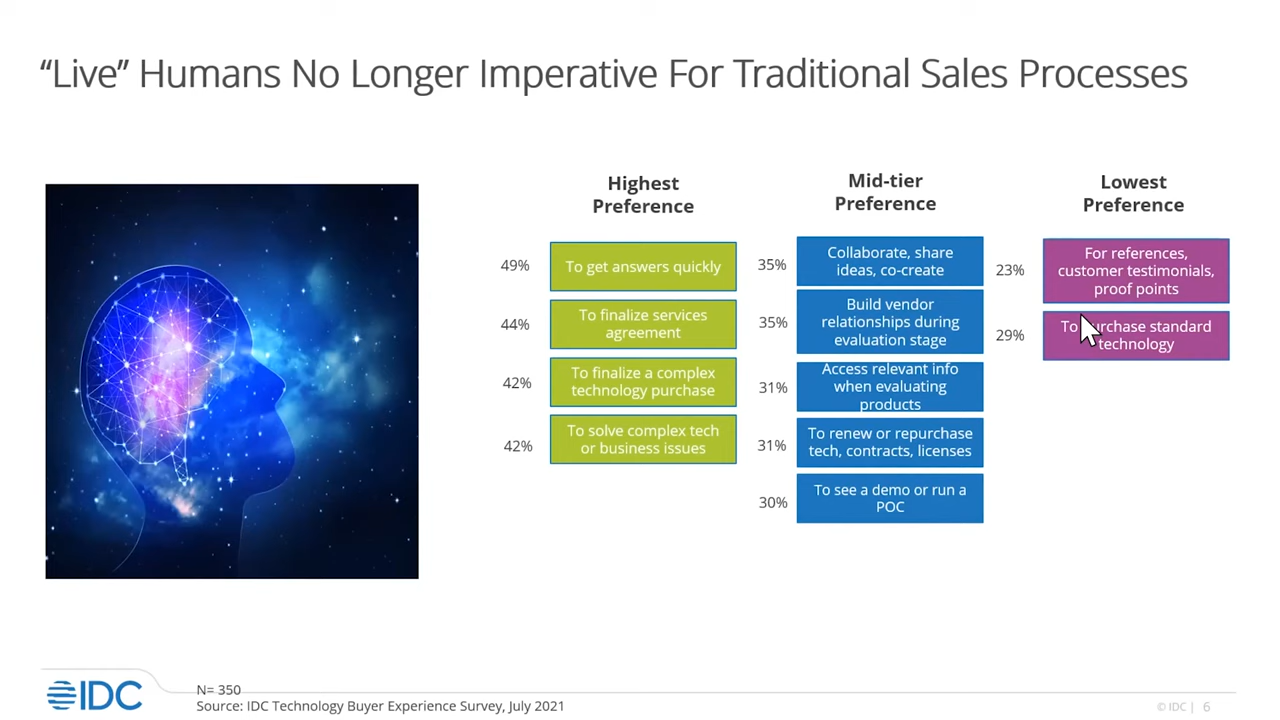 “Live” Humans No Longer Imperative For Traditional Sales Processes
Highest
Preference
49%
To get answers quickly
44%
To finalize services
agreement
42%
To finalize a complex
technology purchase
42%
To solve complex tech
or business issues
Mid-tier
Preference
35%
Collaborate, share
ideas, co-create
35%
Build vendor
relationships during
evaluation stage
31%
Access relevant info
when evaluating
products
31%
To renew or repurchase
tech, contracts, licenses
30%
To see a demo or run a
POC
Lowest
Preference
23%
For references,
customer testimonials,
proof points
29%
To purchase standard
technology
IDC
N= 350
Source: IDC Technology Buyer Experience Survey, July 2021
© IDC | 6